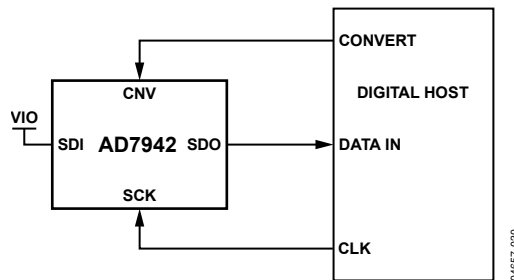 CONVERT
CNV
DIGITAL HOST
VIO
SDI AD7942 SDO
DATA IN
SCK
CLK